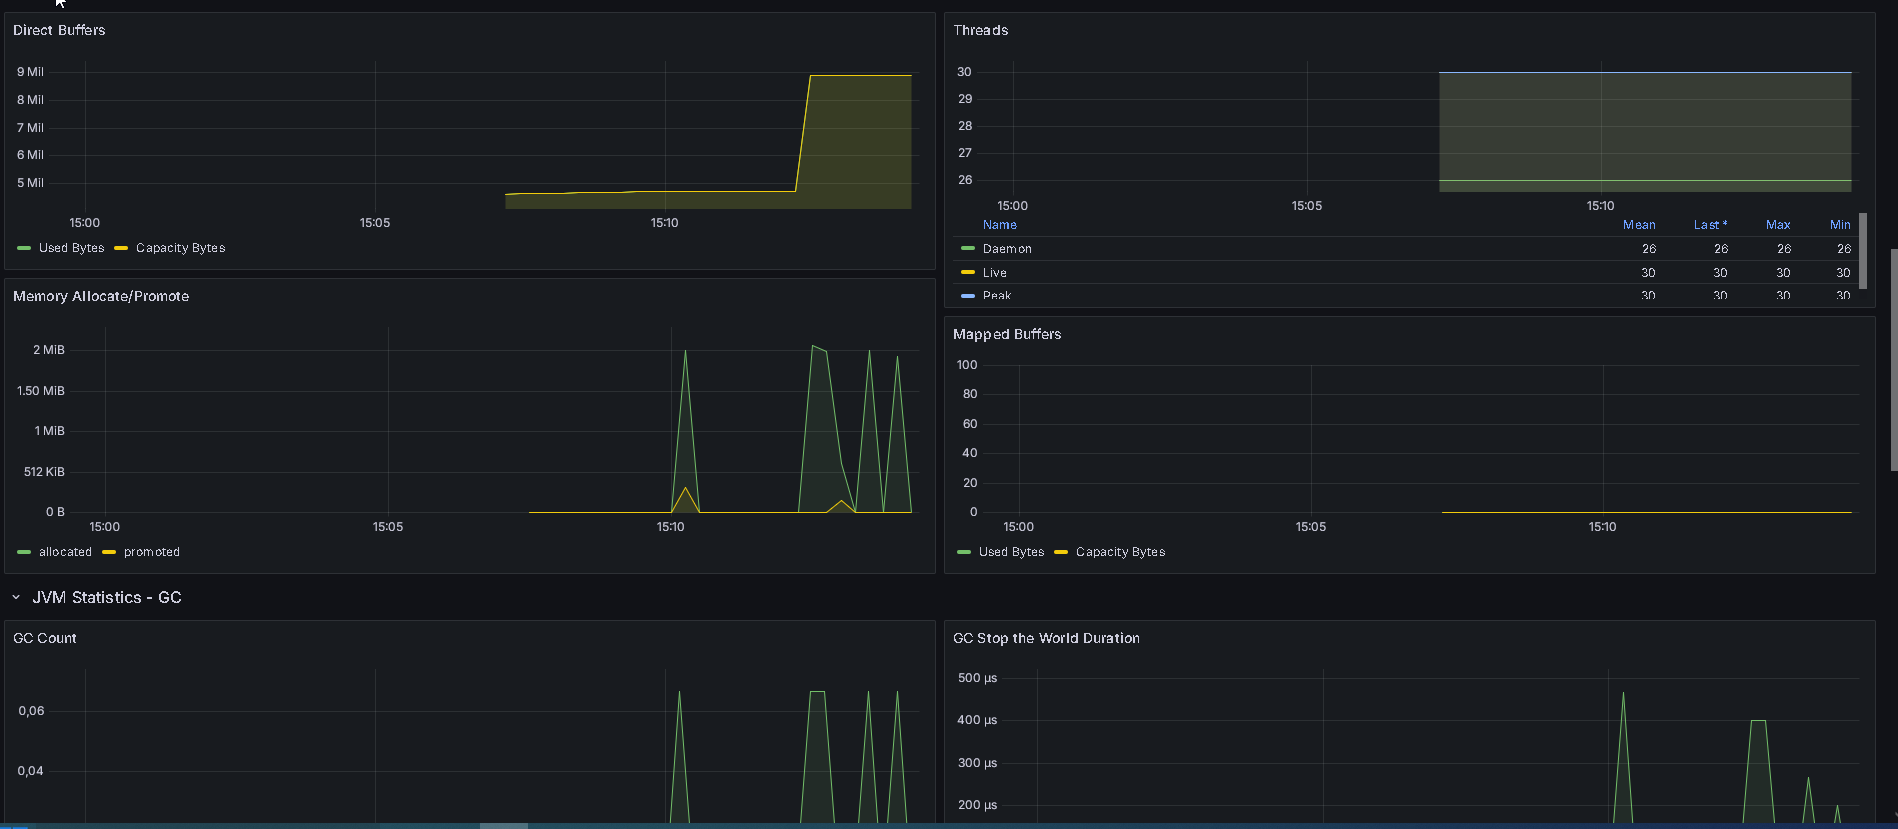 Direct Buffers
9 Mil
8 Mil
7 Mil
6 Mil
5 Mil
15:00 15:05 15:10
Used Bytes Capacity Bytes
Threads
30
29
28
27
26
15:00 15:05 15:10
Name Mean Last * Max Min
Daemon 26 26 26 26
Live 30 30 30 30
Peak 30 30 30 30
Memory Allocate/Promote
2 MiB
1.50 MiB
1 MiB
512 KiB
0 B
15:00 15:05 15:10
allocated promoted
Mapped Buffers
100
80
60
40
20
0
15:00 15:05 15:10
Used Bytes Capacity Bytes
JVM Statistics - GC
GC Count
0,06
0,04
GC Stop the World Duration
500 µs
400 µs
300 µs
200 µs